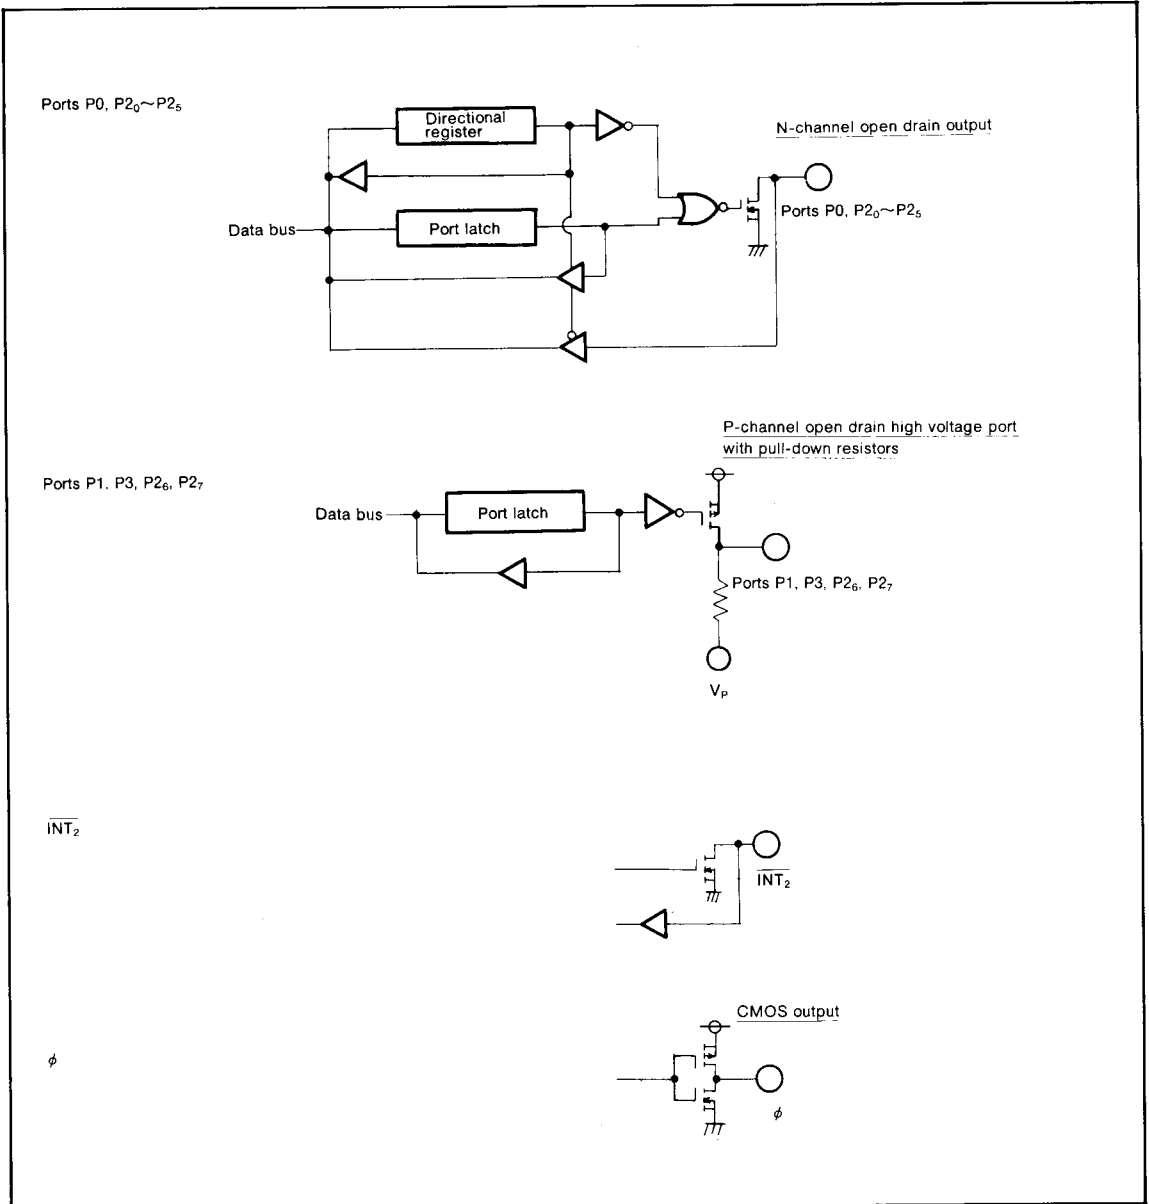 Ports P0, P2₀~P2₅
Directional
register
N-channel open drain output
Ports P0, P2₀~P2₅
Data bus
Port latch
P-channel open drain high voltage port
with pull-down resistors
Ports P1, P3, P2₆, P2₇
Data bus
Port latch
Ports P1, P3, P2₆, P2₇
V_P
I̅N̅T̅₂
I̅N̅T̅₂
CMOS output
ϕ
ϕ